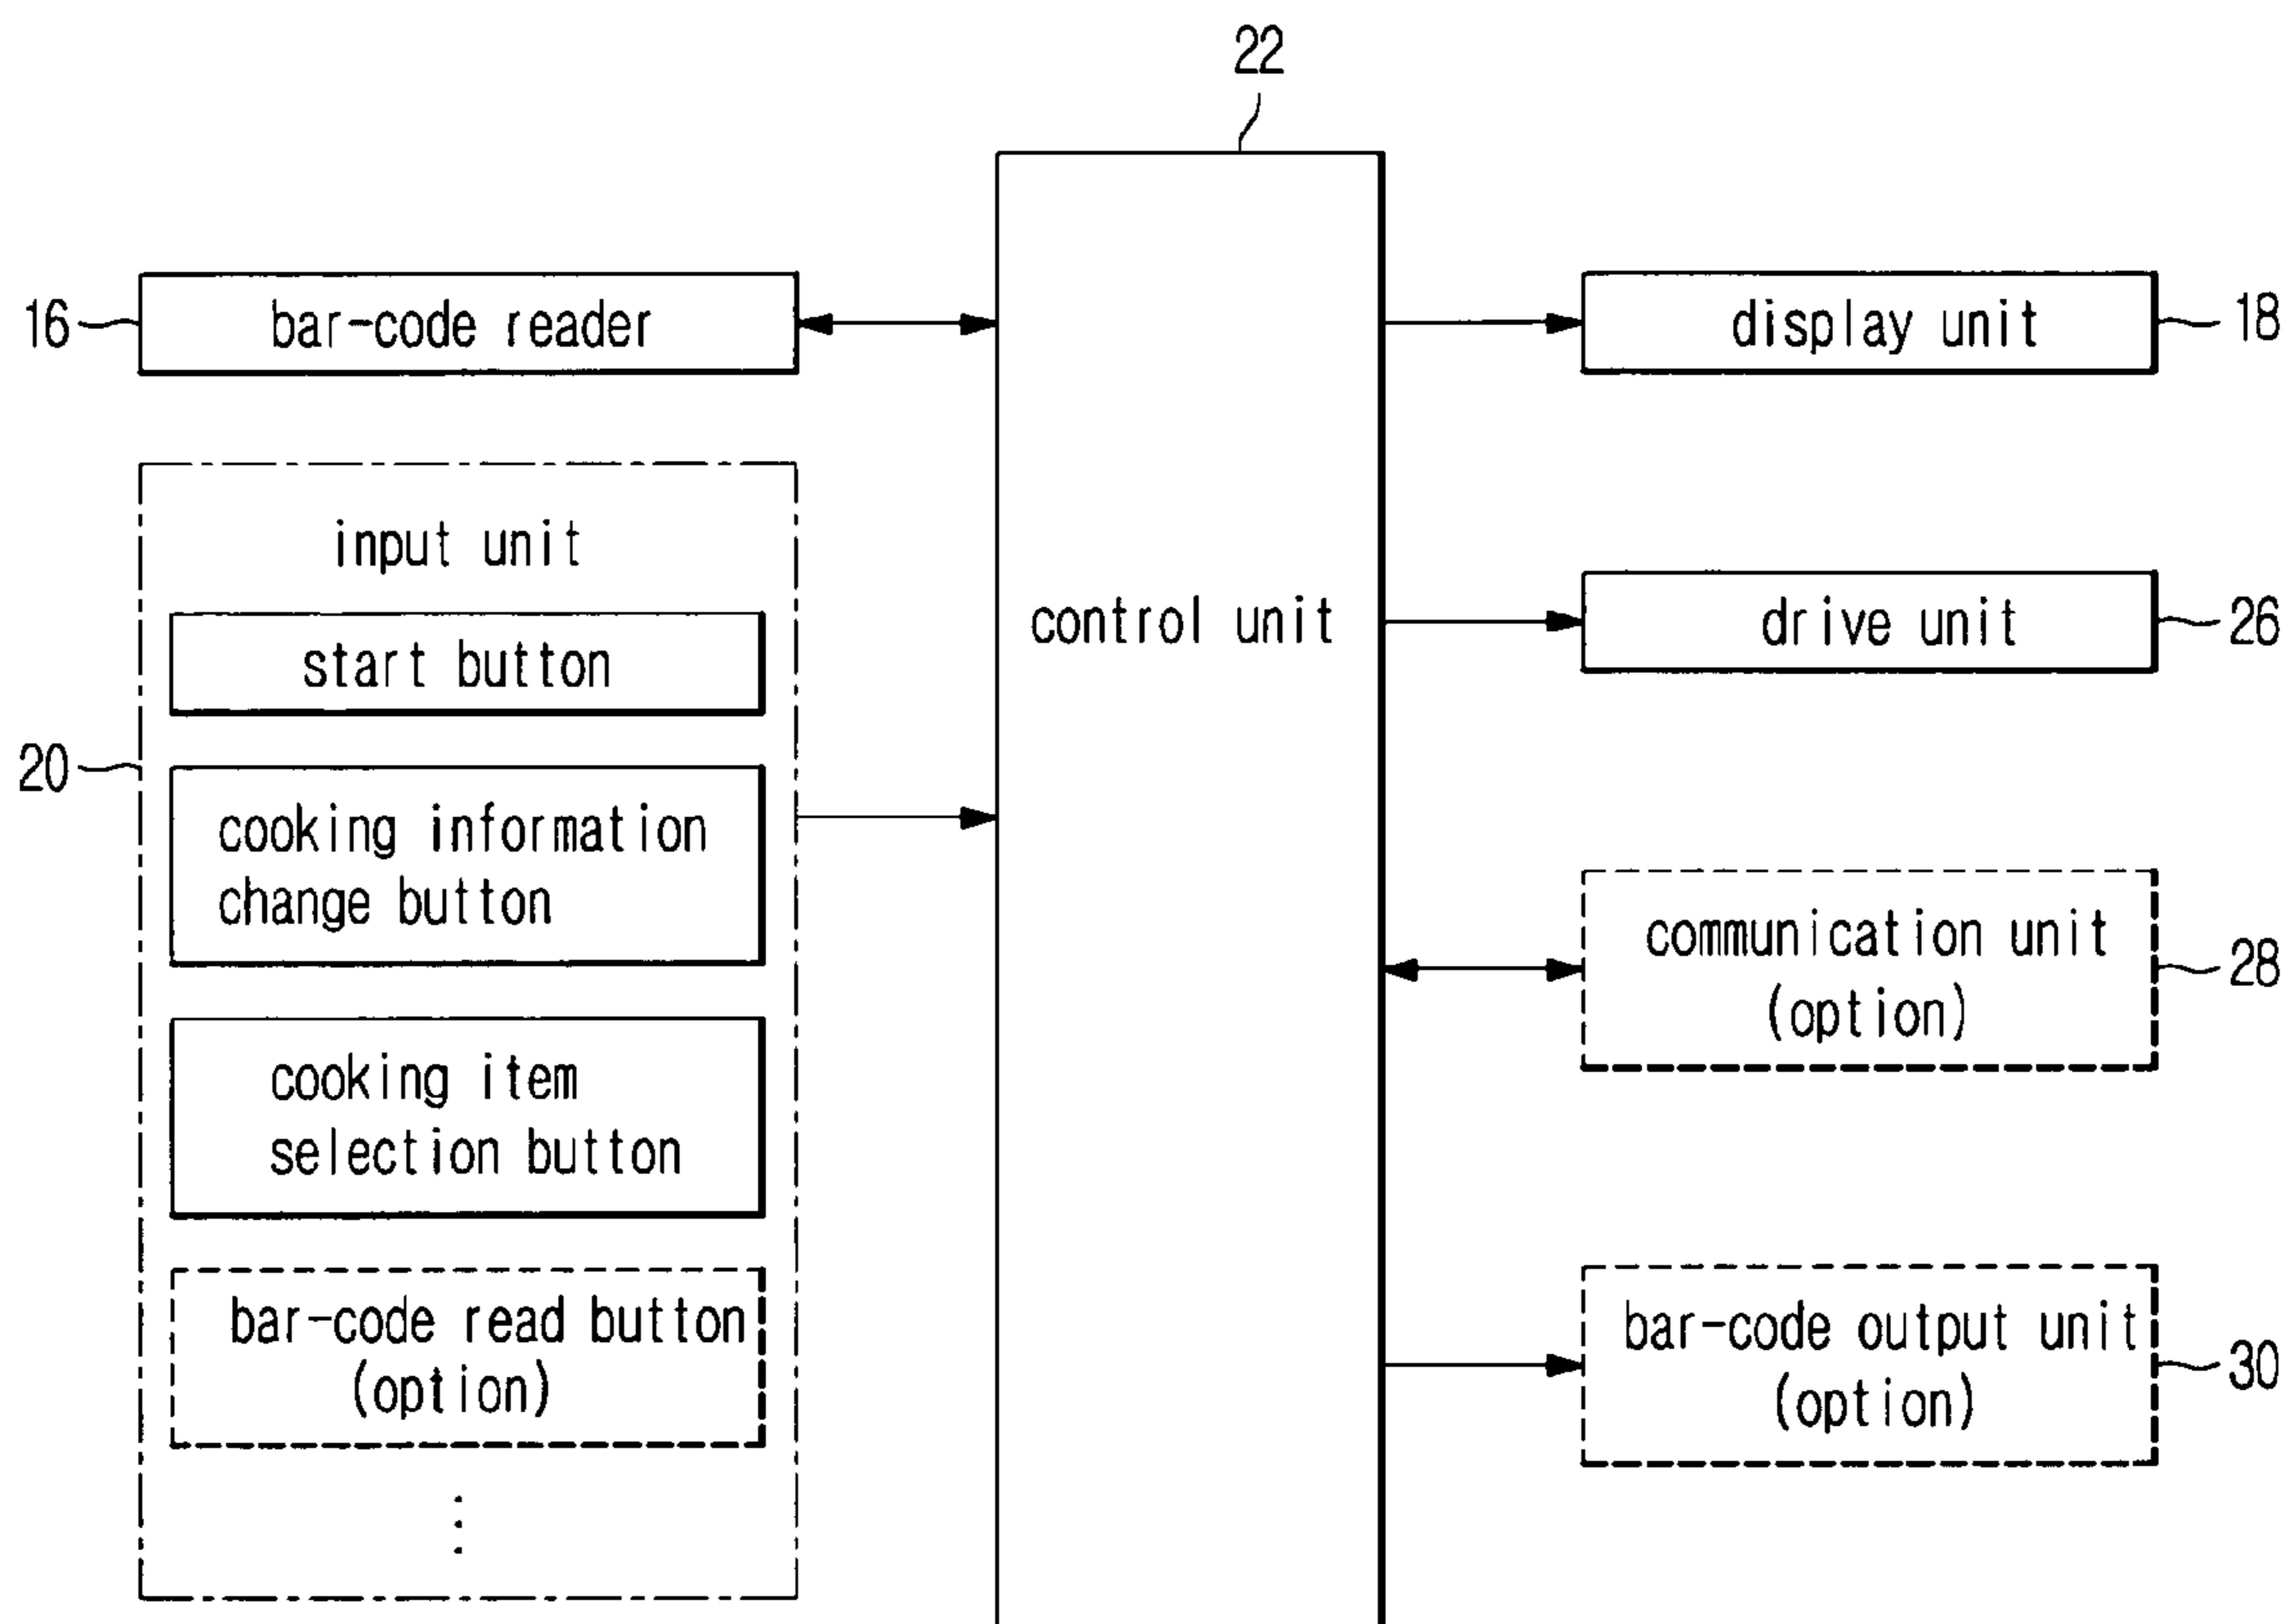 22
16
bar-code reader
display unit
18
input unit
start button
control unit
drive unit
26
20
cooking information
change button
communication unit
(option)
28
cooking item
selection button
bar-code read button
(option)
bar-code output unit
(option)
30